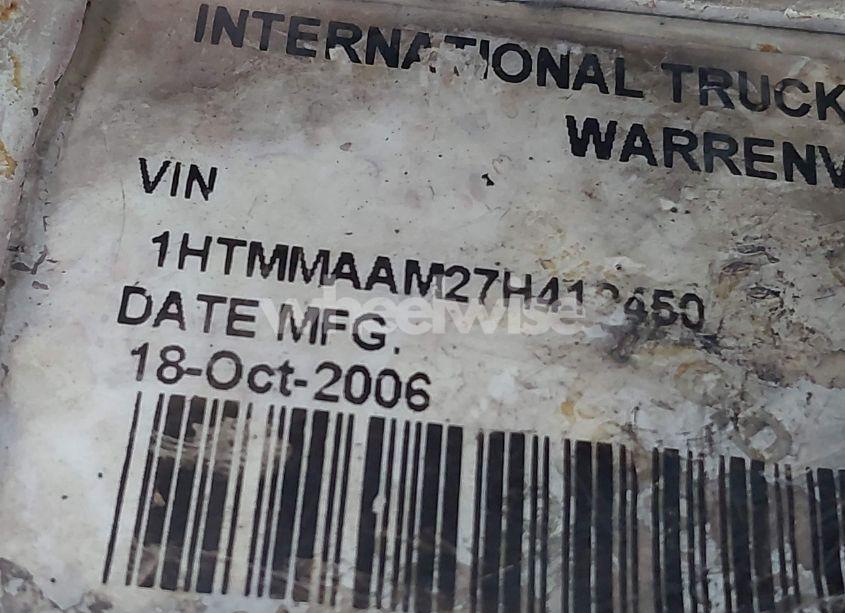 INTERNATIONAL TRUCK
WARRENV
VIN
DATE MFG.
wheelwise
18-Oct-2006